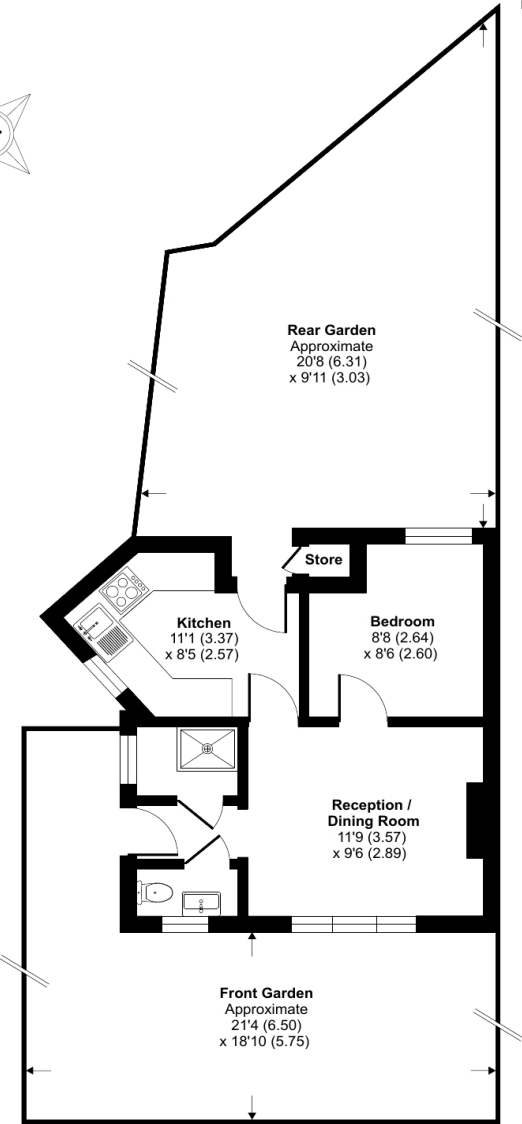 Rear Garden
Approximate
20'8 (6.31)
x 9'11 (3.03)
Store
Kitchen
11'1 (3.37)
x 8'5 (2.57)
Bedroom
8'8 (2.64)
x 8'6 (2.60)
Reception /
Dining Room
11'9 (3.57)
x 9'6 (2.89)
Front Garden
Approximate
21'4 (6.50)
x 18'10 (5.75)